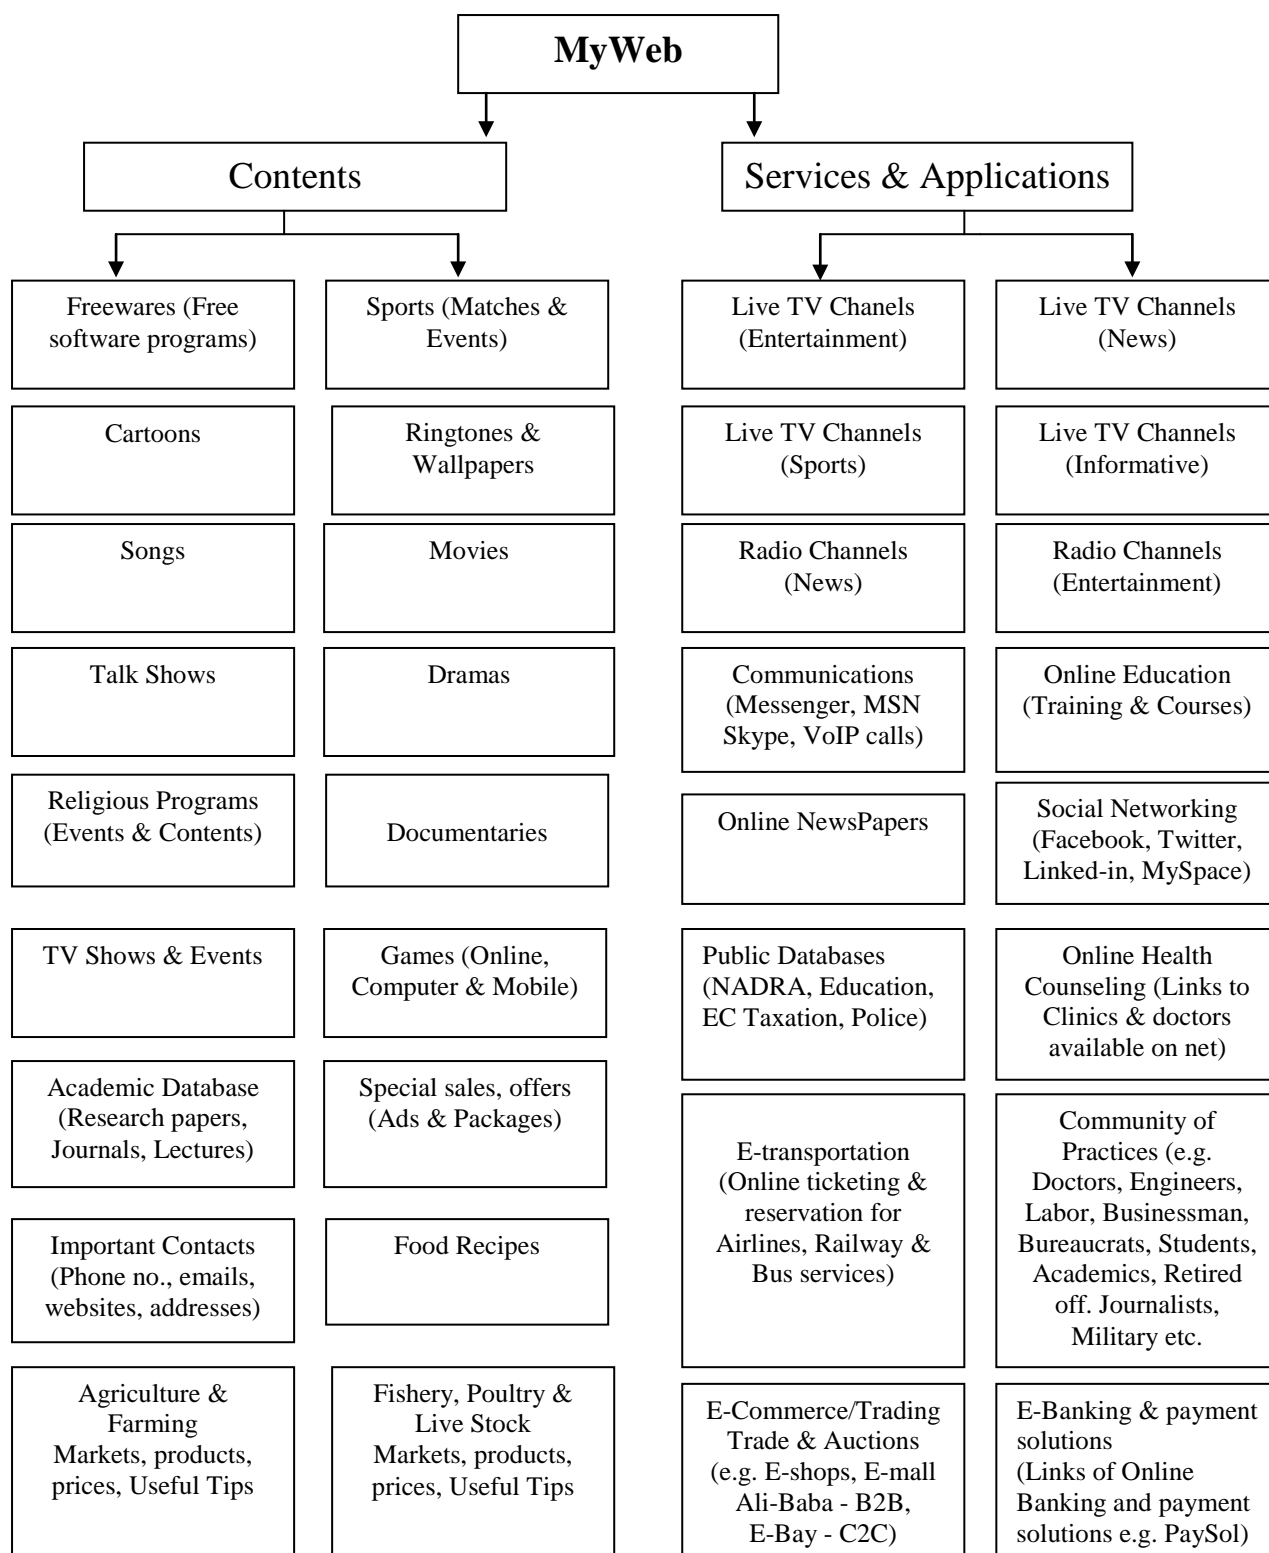 MyWeb
Contents
Services & Applications
Freewares (Free
software programs)
Sports (Matches &
Events)
Live TV Chanels
(Entertainment)
Live TV Channels
(News)
Cartoons
Ringtones &
Wallpapers
Live TV Channels
(Sports)
Live TV Channels
(Informative)
Songs
Movies
Radio Channels
(News)
Radio Channels
(Entertainment)
Talk Shows
Dramas
Communications
(Messenger, MSN
Skype, VoIP calls)
Online Education
(Training & Courses)
Religious Programs
(Events & Contents)
Documentaries
Online NewsPapers
Social Networking
(Facebook, Twitter,
Linked-in, MySpace)
TV Shows & Events
Games (Online,
Computer & Mobile)
Public Databases
(NADRA, Education,
EC Taxation, Police)
Online Health
Counseling (Links to
Clinics & doctors
available on net)
Academic Database
(Research papers,
Journals, Lectures)
Special sales, offers
(Ads & Packages)
E-transportation
(Online ticketing &
reservation for
Airlines, Railway &
Bus services)
Community of
Practices (e.g.
Doctors, Engineers,
Labor, Businessman,
Bureaucrats, Students,
Academics, Retired
off. Journalists,
Military etc.
Important Contacts
(Phone no., emails,
websites, addresses)
Food Recipes
Agriculture &
Farming
Markets, products,
prices, Useful Tips
Fishery, Poultry &
Live Stock
Markets, products,
prices, Useful Tips
E-Commerce/Trading
Trade & Auctions
(e.g. E-shops, E-mall
Ali-Baba - B2B,
E-Bay - C2C)
E-Banking & payment
solutions
(Links of Online
Banking and payment
solutions e.g. PaySol)